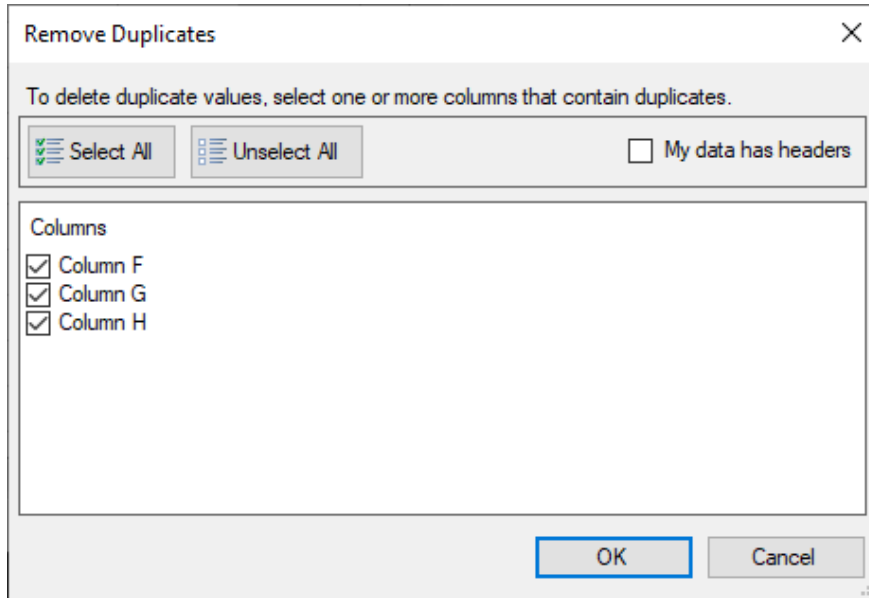 Remove Duplicates
To delete duplicate values, select one or more columns that contain duplicates.
Select All Unselect All My data has headers
Columns
Column F
Column G
Column H
OK Cancel